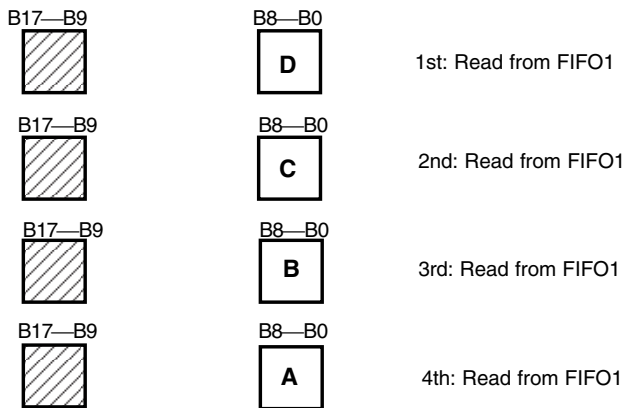 B17—B9 B8—B0
D 1st: Read from FIFO1
B17—B9 B8—B0
C 2nd: Read from FIFO1
B17—B9 B8—B0
B 3rd: Read from FIFO1
B17—B9 B8—B0
A 4th: Read from FIFO1